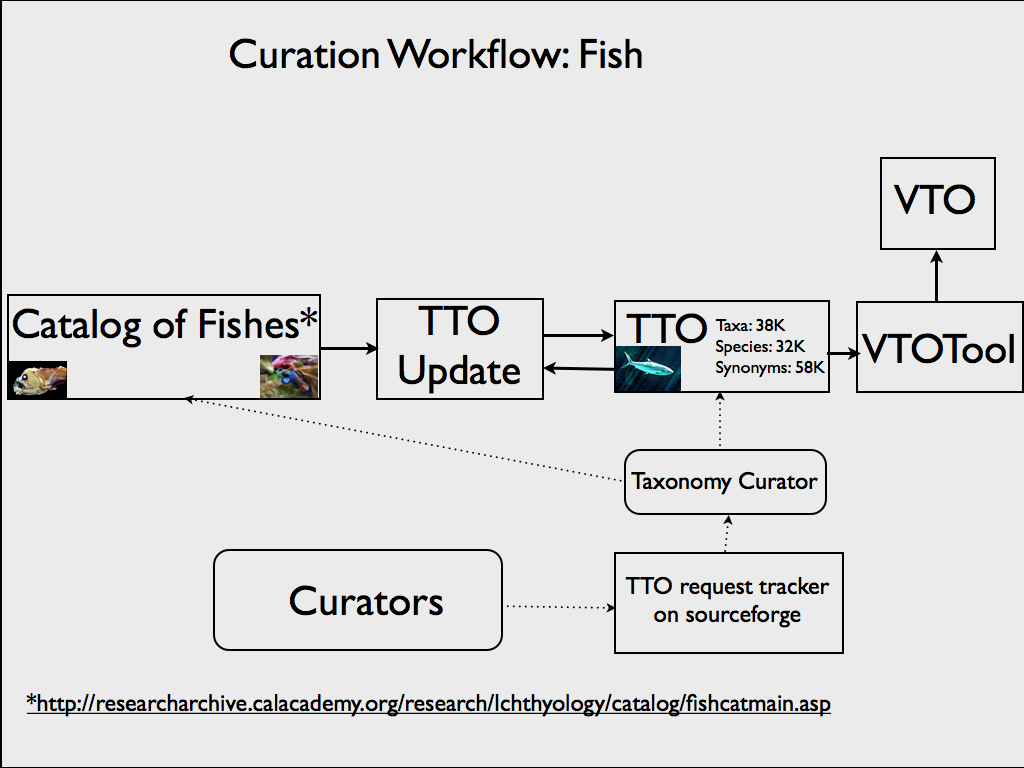 Curation Workflow: Fish
VTO
Catalog of Fishes*
TTO
Update
TTO
Taxa: 38K
Species: 32K
Synonyms: 58K
VTOTool
Taxonomy Curator
Curators
TTO request tracker
on sourceforge
*http://researcharchive.calacademy.org/research/Ichthyology/catalog/fishcatmain.asp